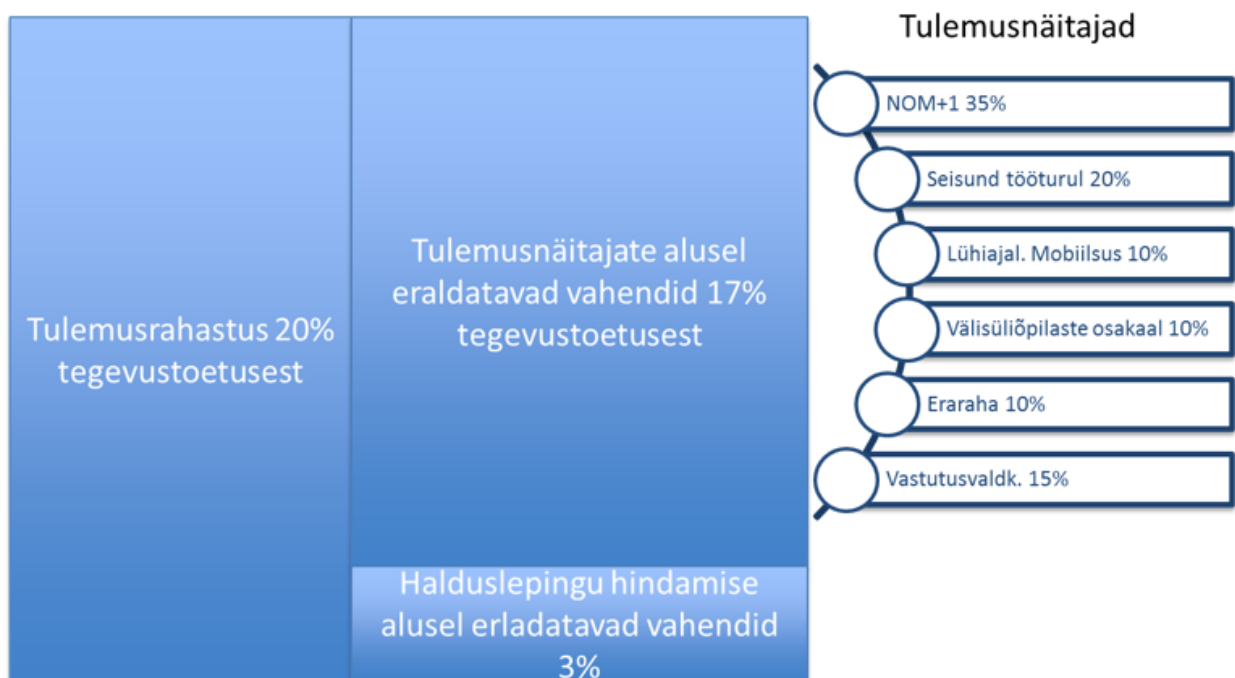 Tulemusrahastus 20%
tegevustoetusest
Tulemusnäitajate alusel
eraldatavad vahendid 17%
tegevustoetusest
Halduslepingu hindamise
alusel erladatavad vahendid
3%
Tulemusnäitajad
NOM+1 35%
Seisund tööturul 20%
Lühiajal. Mobiilsus 10%
Välisüliõpilaste osakaal 10%
Eraraha 10%
Vastutusvaldk. 15%